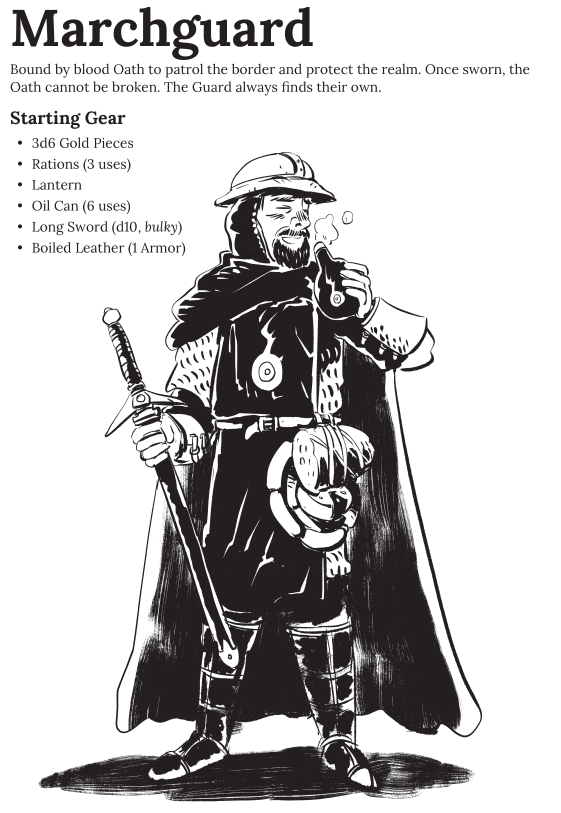 Marchguard
Bound by blood Oath to patrol the border and protect the realm. Once sworn, the
Oath cannot be broken. The Guard always finds their own.
Starting Gear
• 3d6 Gold Pieces
• Rations (3 uses)
• Lantern
• Oil Can (6 uses)
• Long Sword (d10, bulky)
• Boiled Leather (1 Armor)